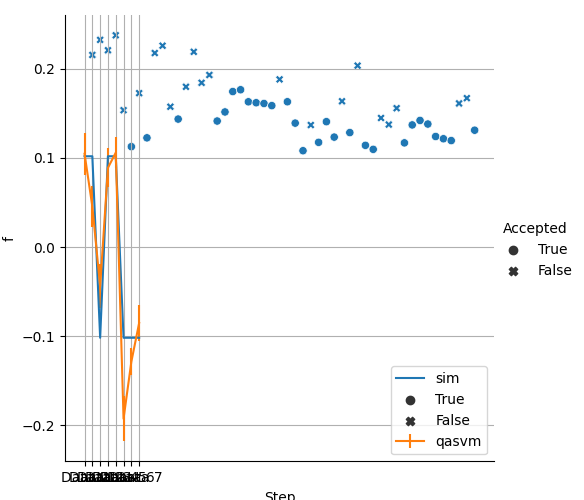 0.2
0.1
0.0
−0.1
−0.2
f
Step
Accepted
True
False
sim
True
False
qasvm